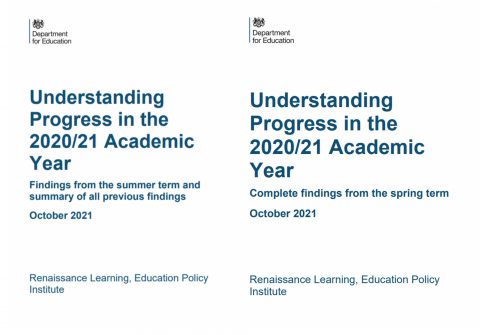 Department
for Education
Understanding
Progress in the
2020/21 Academic
Year
Findings from the summer term and
summary of all previous findings
October 2021
Renaissance Learning, Education Policy
Institute
Department
for Education
Understanding
Progress in the
2020/21 Academic
Year
Complete findings from the spring term
October 2021
Renaissance Learning, Education Policy
Institute